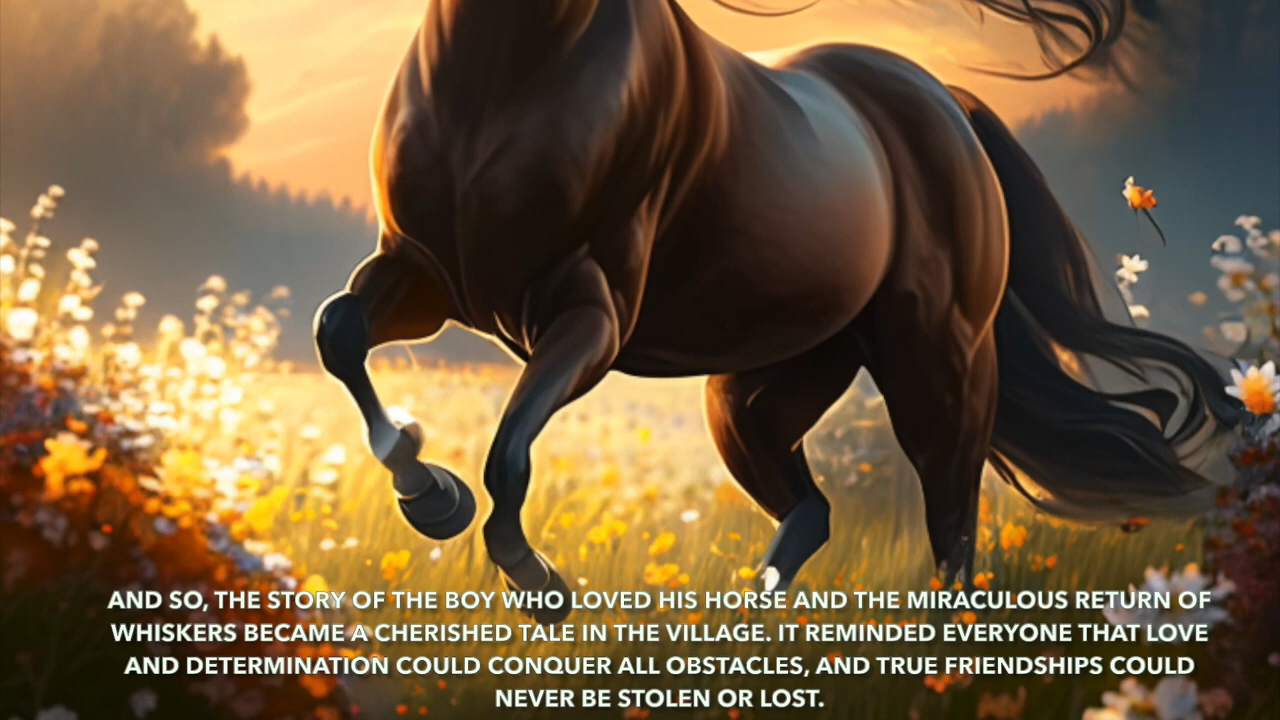 AND SO, THE STORY OF THE BOY WHO LOVED HIS HORSE AND THE MIRACULOUS RETURN OF
WHISKERS BECAME A CHERISHED TALE IN THE VILLAGE. IT REMINDED EVERYONE THAT LOVE
AND DETERMINATION COULD CONQUER ALL OBSTACLES, AND TRUE FRIENDSHIPS COULD
NEVER BE STOLEN OR LOST.